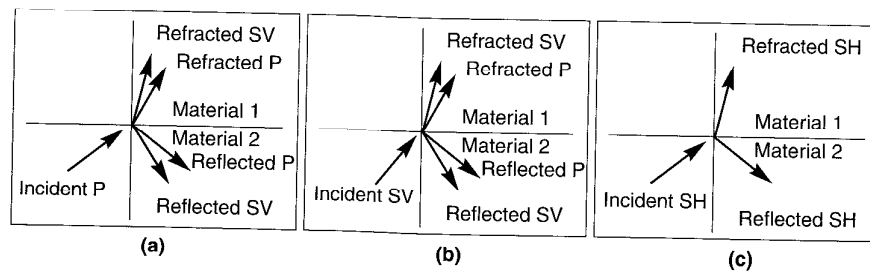 Refracted SV
Refracted P
Material 1
Material 2
Reflected P
Incident P
Reflected SV
(a)
Refracted SV
Refracted P
Material 1
Material 2
Reflected P
Incident SV
Reflected SV
(b)
Refracted SH
Material 1
Material 2
Incident SH
Reflected SH
(c)